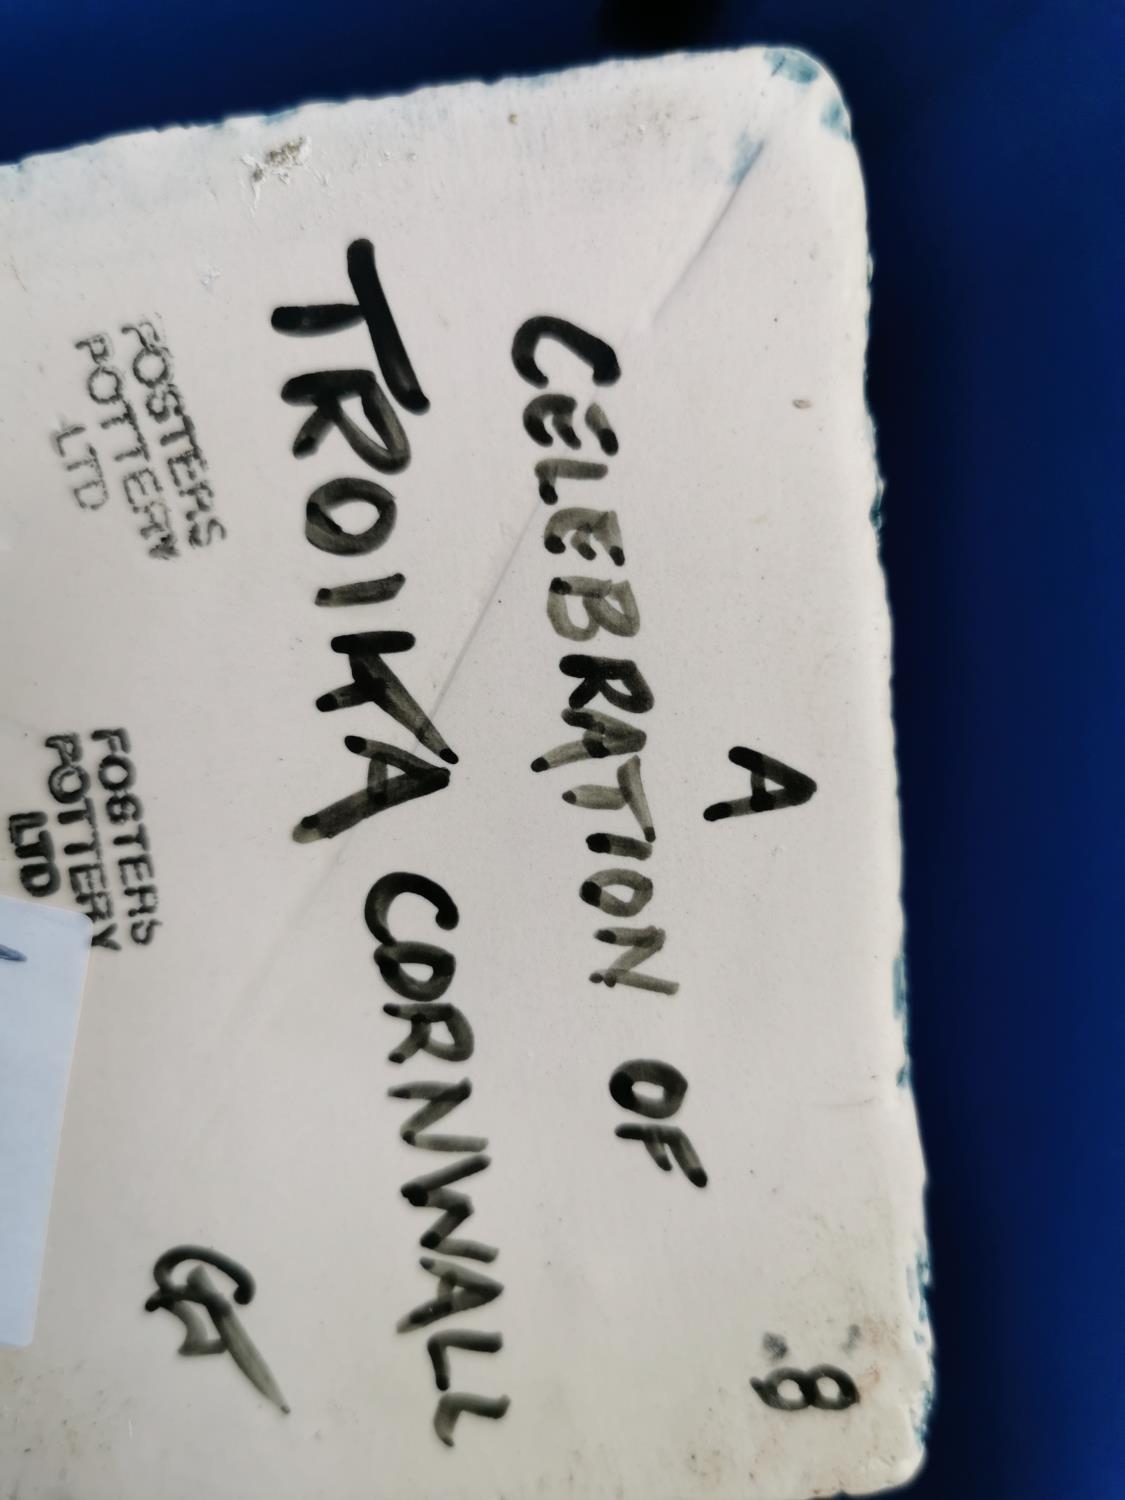 A
CELEBRATION OF
TROIKA CORNWALL
FOSTERS
POTTERY
LTD
FOSTERS
POTTERY
LTD
8